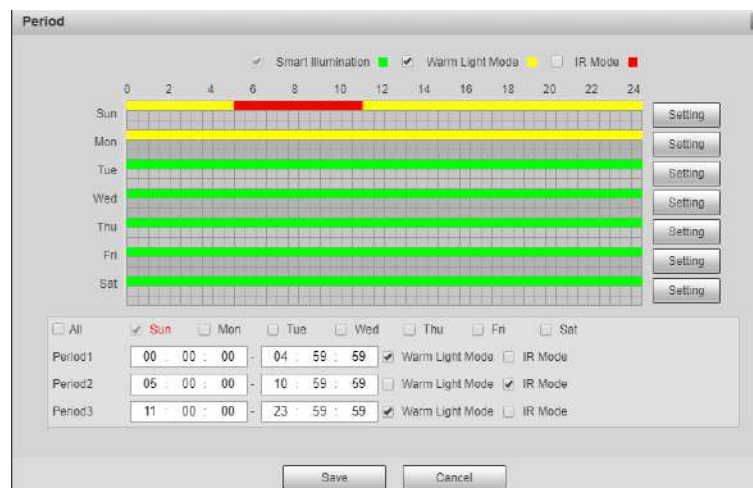 Period
Smart Illumination Warm Light Mode IR Mode
0 2 4 6 8 10 12 14 16 18 20 22 24
Sun Setting
Mon Setting
Tue Setting
Wed Setting
Thu Setting
Fri Setting
Sat Setting
All Sun Mon Tue Wed Thu Fri Sat
Period1 00 : 00 : 00 - 04 : 59 : 59 Warm Light Mode IR Mode
Period2 05 : 00 : 00 - 10 : 59 : 59 Warm Light Mode IR Mode
Period3 11 : 00 : 00 - 23 : 59 : 59 Warm Light Mode IR Mode
Save Cancel